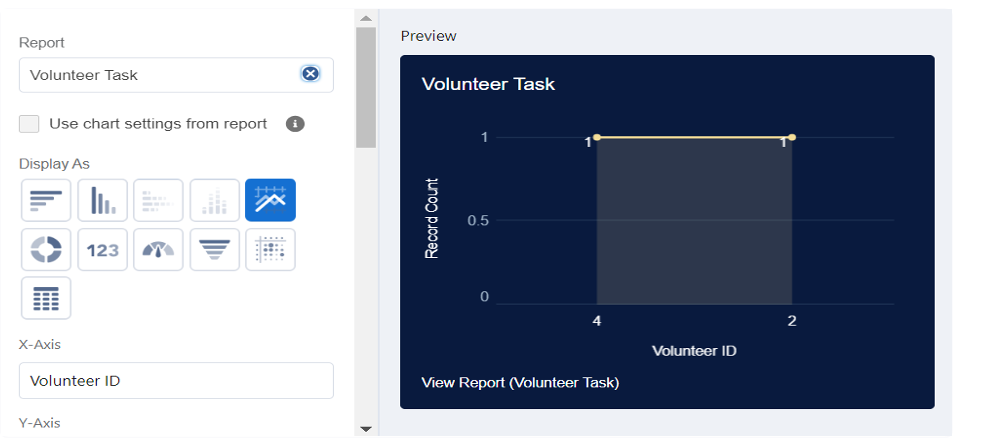 Report
Volunteer Task
Use chart settings from report
Display As
123
X-Axis
Volunteer ID
Y-Axis
Preview
Volunteer Task
1
1
1
0.5
0
Record Count
4
2
Volunteer ID
View Report (Volunteer Task)